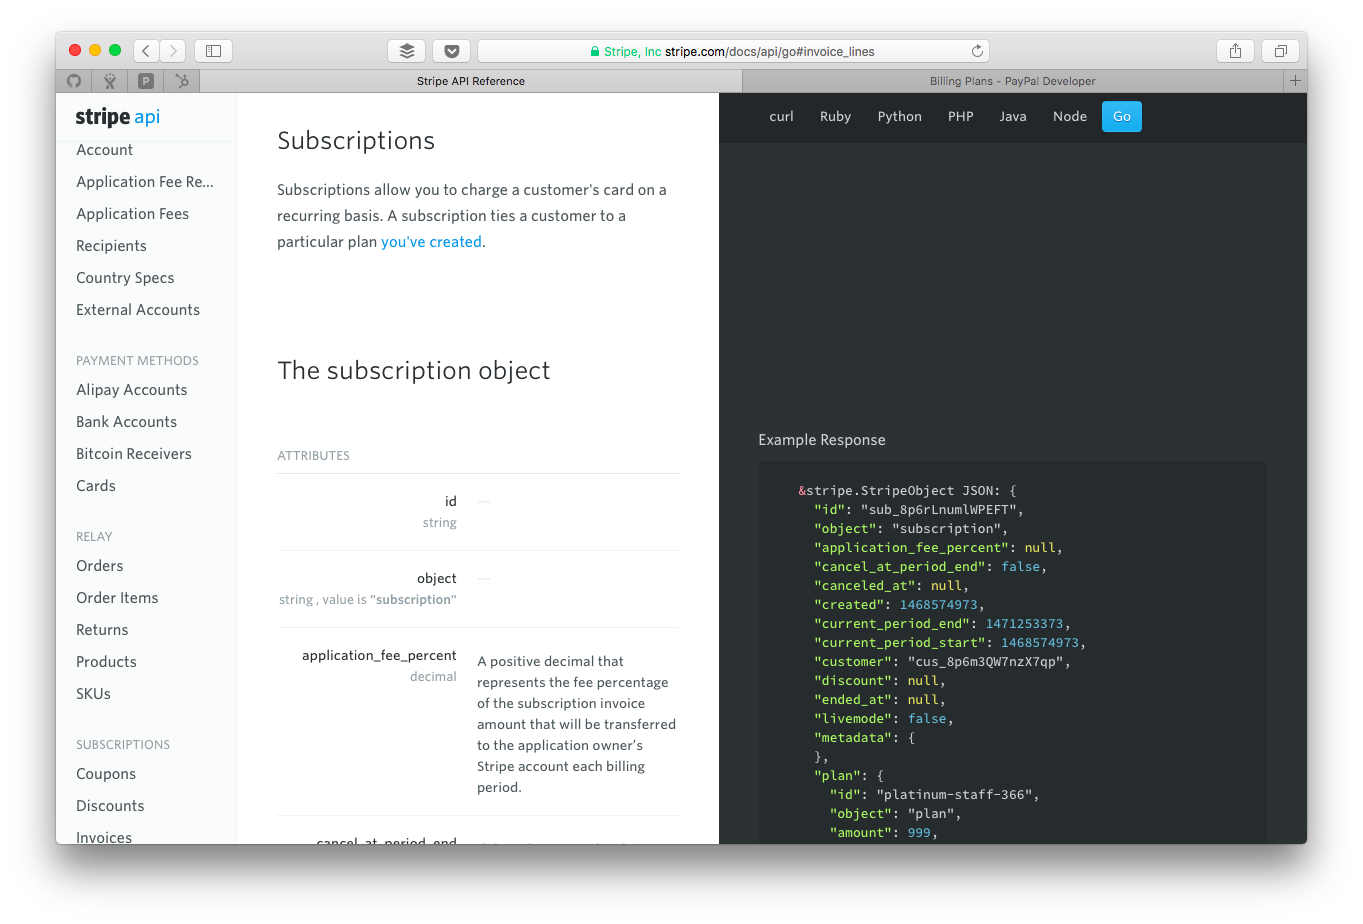 Stripe, Inc stripe.com/docs/api/go#invoice_lines
P
Stripe API Reference
Billing Plans - PayPal Developer
stripe api
Account
Application Fee Re...
Application Fees
Recipients
Country Specs
External Accounts
PAYMENT METHODS
Alipay Accounts
Bank Accounts
Bitcoin Receivers
Cards
RELAY
Orders
Order Items
Returns
Products
SKUs
SUBSCRIPTIONS
Coupons
Discounts
Invoices
Subscriptions
Subscriptions allow you to charge a customer's card on a
recurring basis. A subscription ties a customer to a
particular plan you've created.
The subscription object
ATTRIBUTES
id
string
object
string , value is "subscription"
application_fee_percent
decimal
A positive decimal that
represents the fee percentage
of the subscription invoice
amount that will be transferred
to the application owner's
Stripe account each billing
period.
cancel_at_period_end
curl
Ruby
Python
PHP
Java
Node
Go
Example Response
&stripe.StripeObject JSON: {
"id": "sub_8p6rLnumlWPEFT",
"object": "subscription",
"application_fee_percent": null,
"cancel_at_period_end": false,
"canceled_at": null,
"created": 1468574973,
"current_period_end": 1471253373,
"current_period_start": 1468574973,
"customer": "cus_8p6m3QW7nzX7qp",
"discount": null,
"ended_at": null,
"livemode": false,
"metadata": {
},
"plan": {
"id": "platinum-staff-366",
"object": "plan",
"amount": 999,